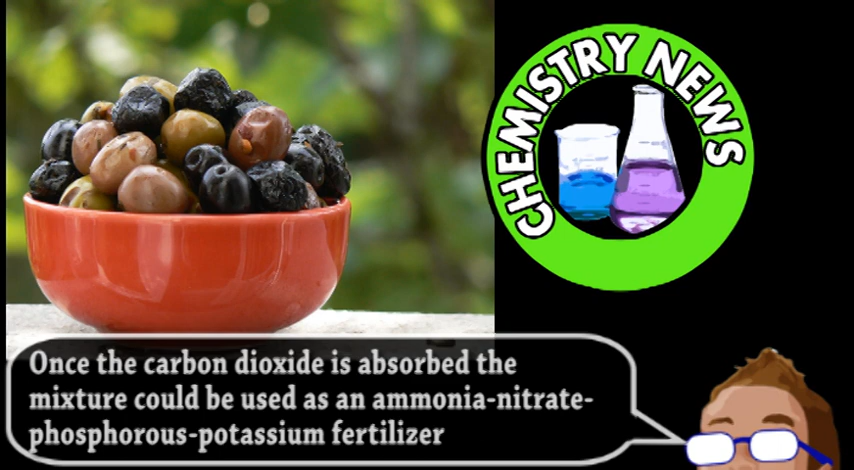 CHEMISTRY NEWS
Once the carbon dioxide is absorbed the
mixture could be used as an ammonia-nitrate-
phosphorous-potassium fertilizer